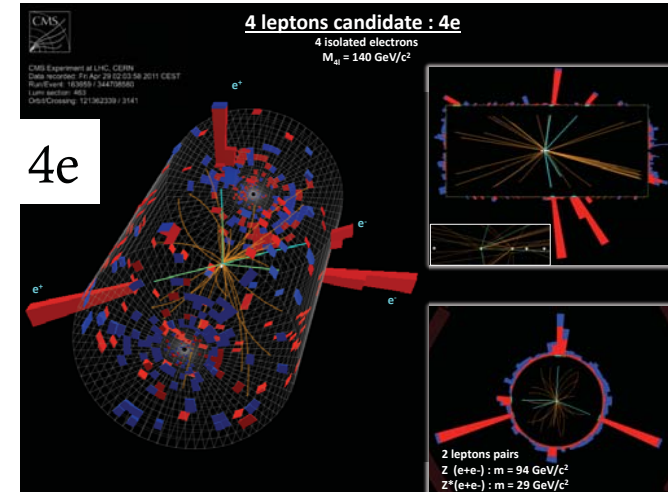 4 leptons candidate : 4e
4 isolated electrons
M4l = 140 GeV/c²
CMS
CMS Experiment at LHC, CERN
Data recorded: Fri Apr 29 02:03:58 2011 CEST
Run/Event: 163659 / 344708580
Lumi section: 463
Orbit/Crossing: 121362339 / 3141
4e
e⁺
e⁻
e⁺
e⁻
2 leptons pairs
Z (e+e-) : m = 94 GeV/c²
Z*(e+e-) : m = 29 GeV/c²